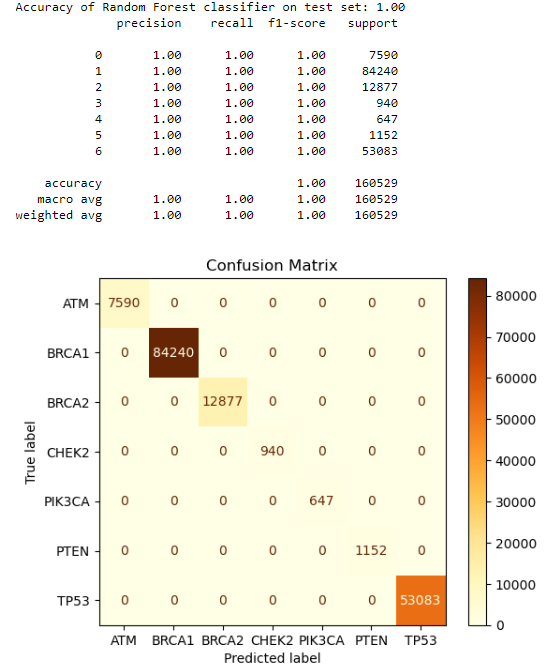 Accuracy of Random Forest classifier on test set: 1.00
precision recall f1-score support
0 1.00 1.00 1.00 7590
1 1.00 1.00 1.00 84240
2 1.00 1.00 1.00 12877
3 1.00 1.00 1.00 940
4 1.00 1.00 1.00 647
5 1.00 1.00 1.00 1152
6 1.00 1.00 1.00 53083
accuracy 1.00 160529
macro avg 1.00 1.00 1.00 160529
weighted avg 1.00 1.00 1.00 160529
Confusion Matrix
ATM 7590 0 0 0 0 0 0
BRCA1 0 84240 0 0 0 0 0
BRCA2 0 0 12877 0 0 0 0
CHEK2 0 0 0 940 0 0 0
PIK3CA 0 0 0 0 647 0 0
PTEN 0 0 0 0 0 1152 0
TP53 0 0 0 0 0 0 53083
ATM BRCA1 BRCA2 CHEK2 PIK3CA PTEN TP53
Predicted label
True label
80000
70000
60000
50000
40000
30000
20000
10000
0